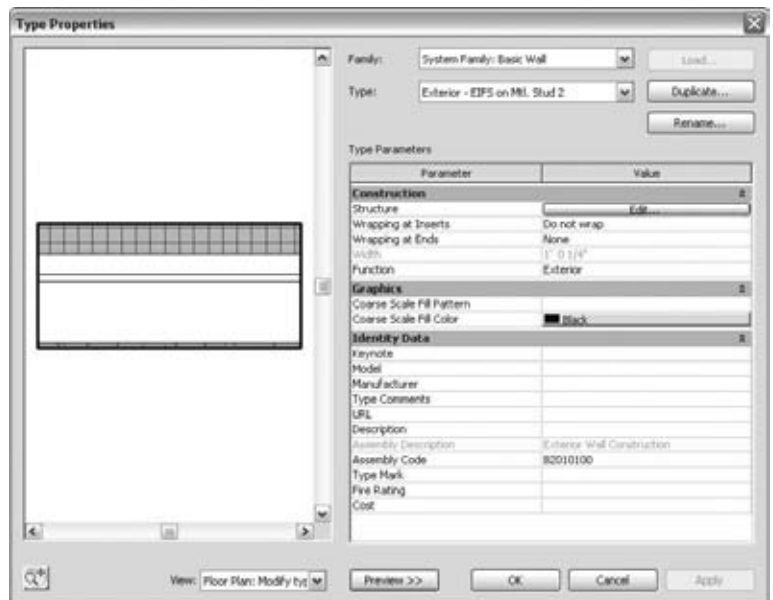 Type Properties
Family: System Family: Basic Wall Load...
Type: Exterior - EIFS on Mtl. Stud 2 Duplicate...
Rename...
Type Parameters
Parameter Value
Construction
Structure Edit...
Wrapping at Inserts Do not wrap
Wrapping at Ends None
Width 1' 0 1/4"
Function Exterior
Graphics
Coarse Scale Fill Pattern
Coarse Scale Fill Color Black
Identity Data
Keynote
Model
Manufacturer
Type Comments
URL
Description
Assembly Description Exterior Wall Construction
Assembly Code B2010100
Type Mark
Fire Rating
Cost
View: Floor Plan: Modify typ Preview >> OK Cancel Apply